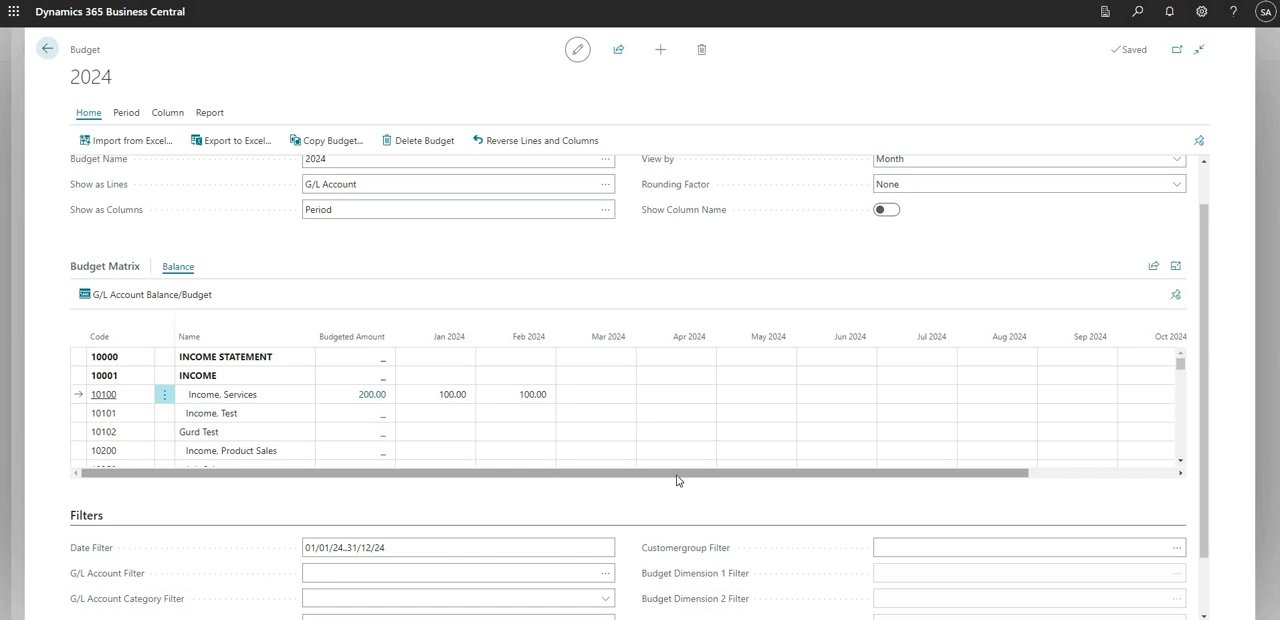 Dynamics 365 Business Central
SA
Budget
Saved
2024
Home Period Column Report
Import from Excel... Export to Excel... Copy Budget... Delete Budget Reverse Lines and Columns
Budget Name 2024 View by Month
Show as Lines G/L Account Rounding Factor None
Show as Columns Period Show Column Name
Budget Matrix Balance
G/L Account Balance/Budget
Code Name Budgeted Amount Jan 2024 Feb 2024 Mar 2024 Apr 2024 May 2024 Jun 2024 Jul 2024 Aug 2024 Sep 2024 Oct 2024
10000 INCOME STATEMENT _
10001 INCOME _
10100 Income, Services 200.00 100.00 100.00
10101 Income, Test _
10102 Gurd Test _
10200 Income, Product Sales _
Filters
Date Filter 01/01/24..31/12/24 Customergroup Filter
G/L Account Filter Budget Dimension 1 Filter
G/L Account Category Filter Budget Dimension 2 Filter